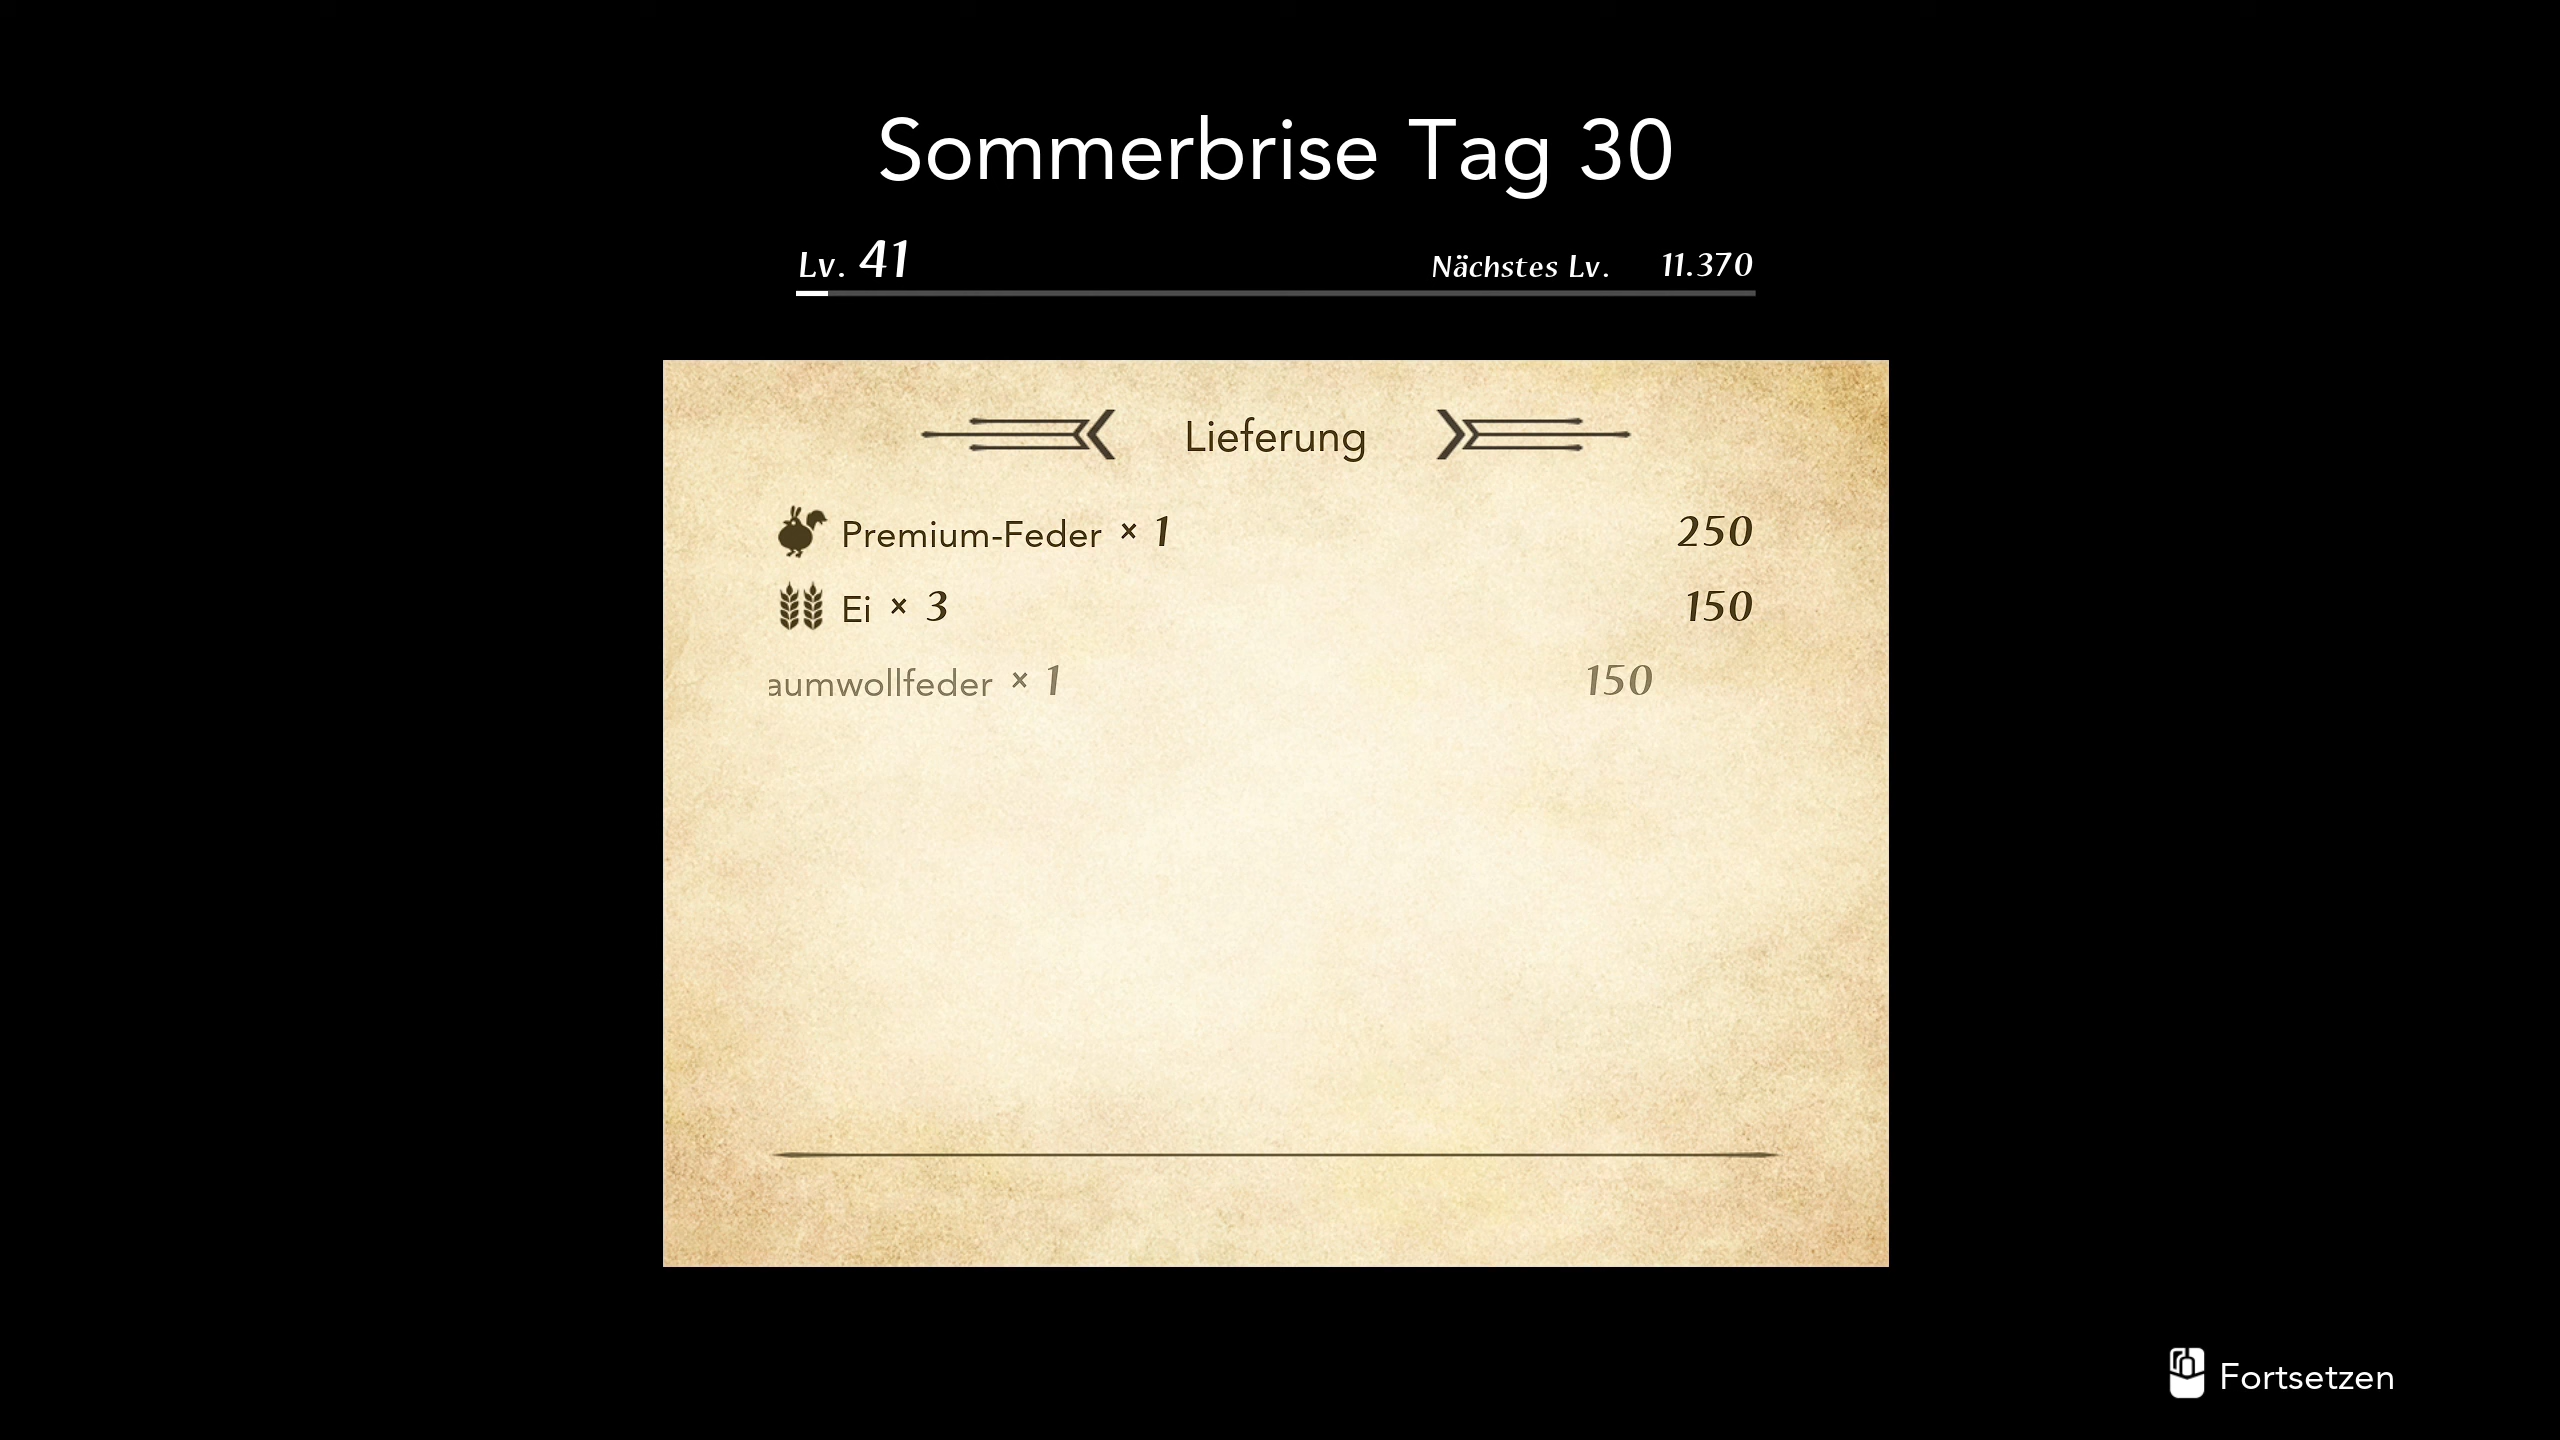 Sommerbrise Tag 30
Lv. 41 Nächstes Lv. 11.370
Lieferung
Premium-Feder × 1 250
Ei × 3 150
aumwollfeder × 1 150
Fortsetzen